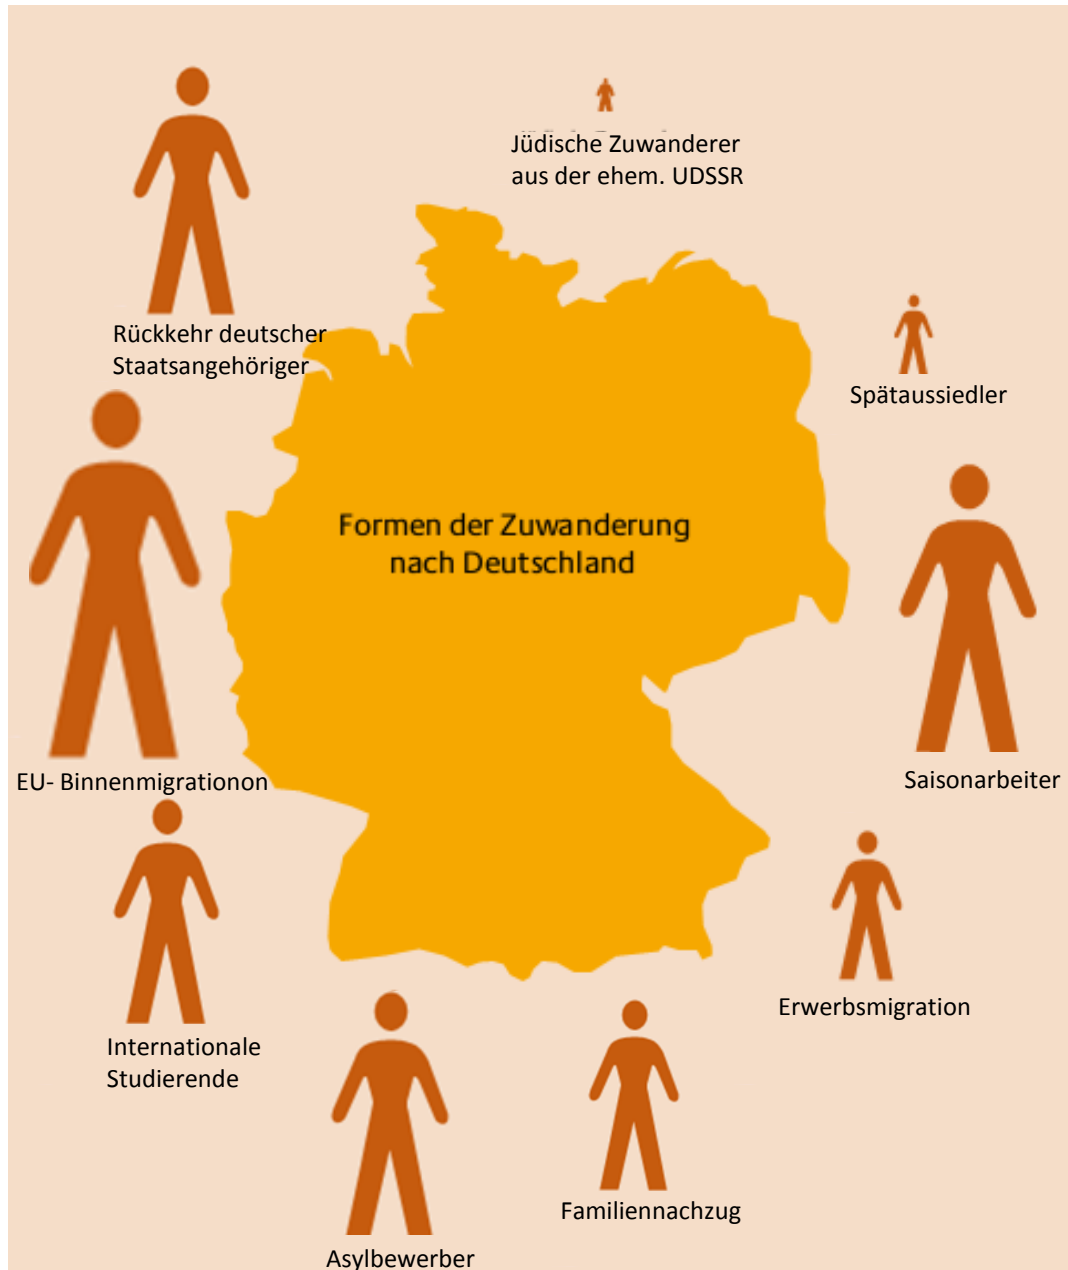 Jüdische Zuwanderer
aus der ehem. UDSSR
Rückkehr deutscher
Staatsangehöriger
Spätaussiedler
Formen der Zuwanderung
nach Deutschland
EU- Binnenmigrationon
Saisonarbeiter
Erwerbsmigration
Internationale
Studierende
Familiennachzug
Asylbewerber